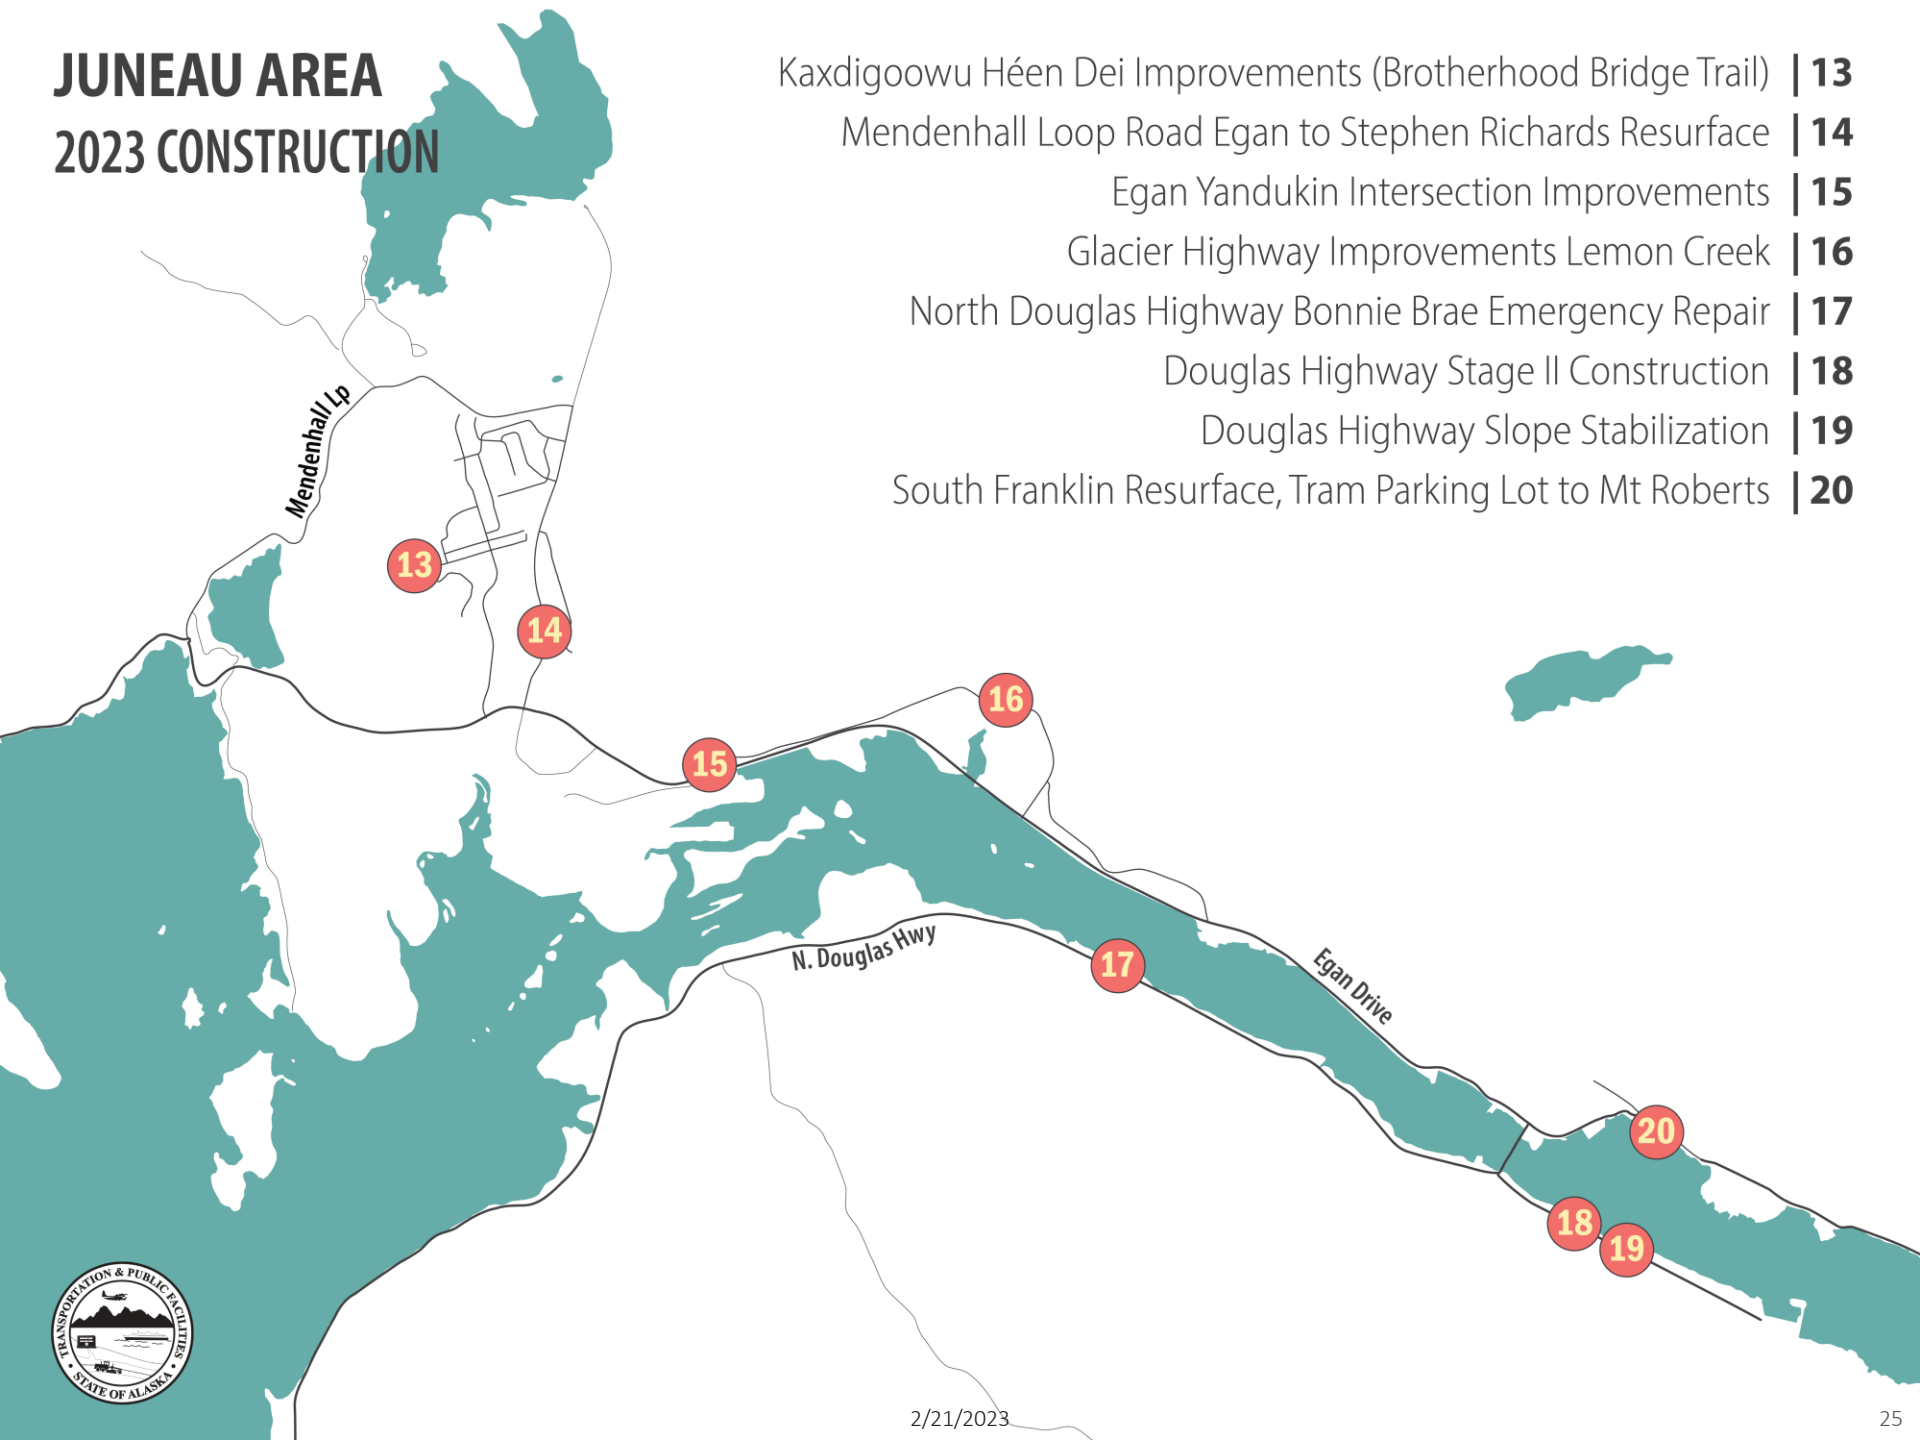 JUNEAU AREA
2023 CONSTRUCTION
Kaxdigoowu Héen Dei Improvements (Brotherhood Bridge Trail) | 13
Mendenhall Loop Road Egan to Stephen Richards Resurface | 14
Egan Yandukin Intersection Improvements | 15
Glacier Highway Improvements Lemon Creek | 16
North Douglas Highway Bonnie Brae Emergency Repair | 17
Douglas Highway Stage II Construction | 18
Douglas Highway Slope Stabilization | 19
South Franklin Resurface, Tram Parking Lot to Mt Roberts | 20
Mendenhall Lp
13
14
16
15
N. Douglas Hwy
17
Egan Drive
20
18
19
TRANSPORTATION & PUBLIC FACILITIES
STATE OF ALASKA
2/21/2023
25